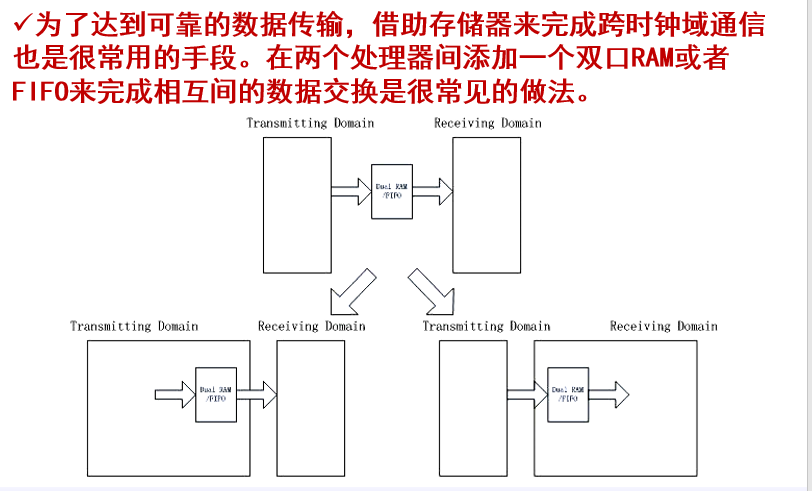 ✓为了达到可靠的数据传输，借助存储器来完成跨时钟域通信
也是很常用的手段。在两个处理器间添加一个双口RAM或者
FIFO来完成相互间的数据交换是很常见的做法。
Transmitting Domain
Receiving Domain
Dual RAM
/FIFO
Transmitting Domain
Receiving Domain
Transmitting Domain
Receiving Domain
Dual RAM
/FIFO
Dual RAM
/FIFO